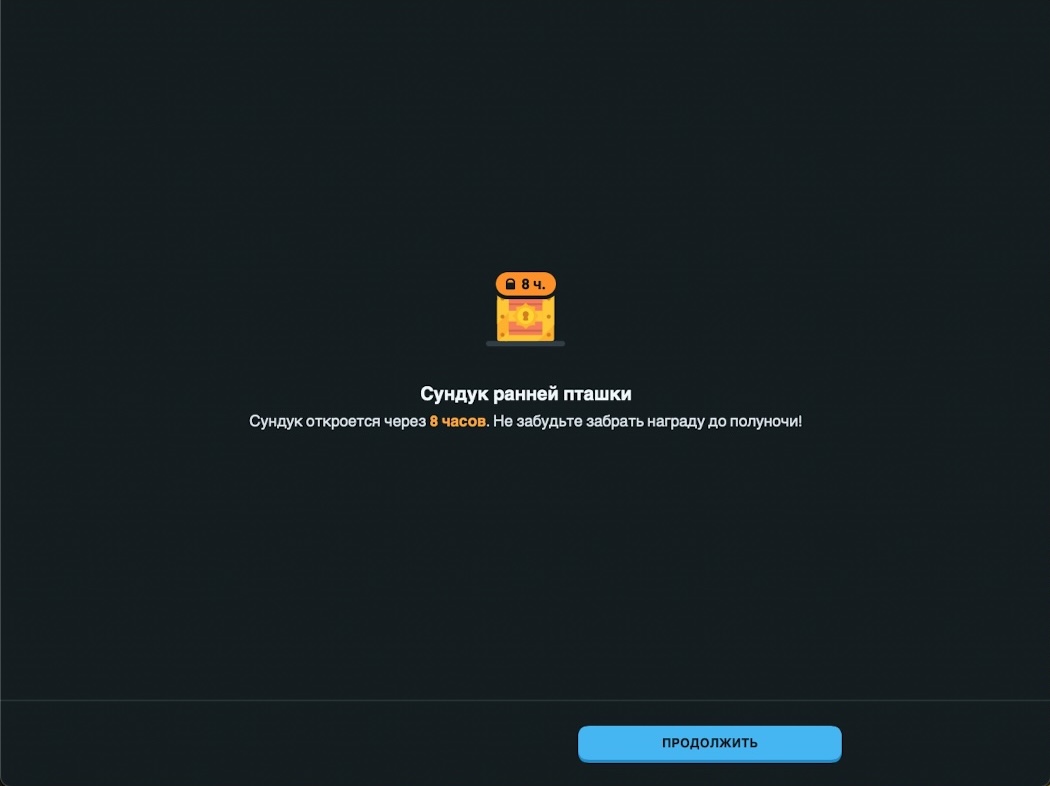 8 ч.
Сундук ранней пташки
Сундук откроется через 8 часов. Не забудьте забрать награду до полуночи!
ПРОДОЛЖИТЬ